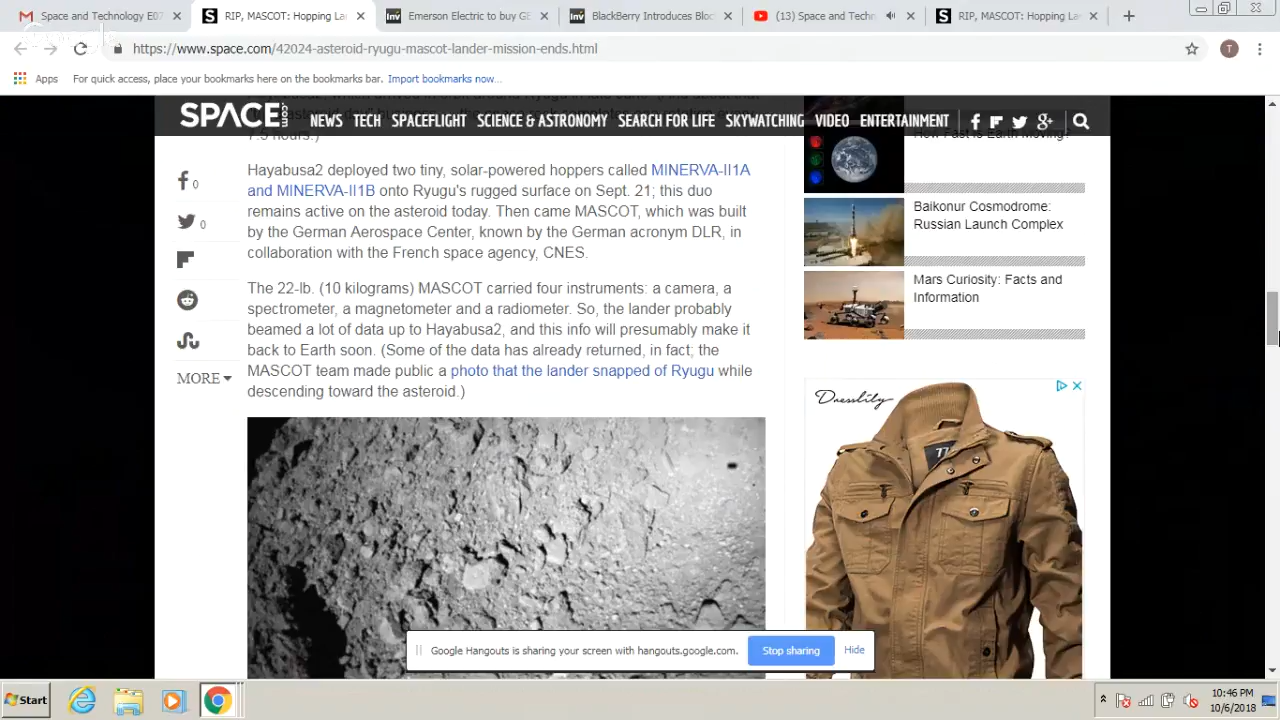 Space and Technology E07
RIP, MASCOT: Hopping La
Emerson Electric to buy GE
BlackBerry Introduces Bloc
(13) Space and Techn
RIP, MASCOT: Hopping La
https://www.space.com/42024-asteroid-ryugu-mascot-lander-mission-ends.html
T
Apps For quick access, place your bookmarks here on the bookmarks bar. Import bookmarks now...
SPACE.com NEWS TECH SPACEFLIGHT SCIENCE & ASTRONOMY SEARCH FOR LIFE SKYWATCHING VIDEO ENTERTAINMENT
7.5 hours.)
How Fast is Earth Moving?
0
0
MORE
Hayabusa2 deployed two tiny, solar-powered hoppers called MINERVA-II1A
and MINERVA-II1B onto Ryugu's rugged surface on Sept. 21; this duo
remains active on the asteroid today. Then came MASCOT, which was built
by the German Aerospace Center, known by the German acronym DLR, in
collaboration with the French space agency, CNES.
The 22-lb. (10 kilograms) MASCOT carried four instruments: a camera, a
spectrometer, a magnetometer and a radiometer. So, the lander probably
beamed a lot of data up to Hayabusa2, and this info will presumably make it
back to Earth soon. (Some of the data has already returned, in fact; the
MASCOT team made public a photo that the lander snapped of Ryugu while
descending toward the asteroid.)
Baikonur Cosmodrome:
Russian Launch Complex
Mars Curiosity: Facts and
Information
Dresslily
Google Hangouts is sharing your screen with hangouts.google.com.
Stop sharing
Hide
Start
10:46 PM
10/6/2018